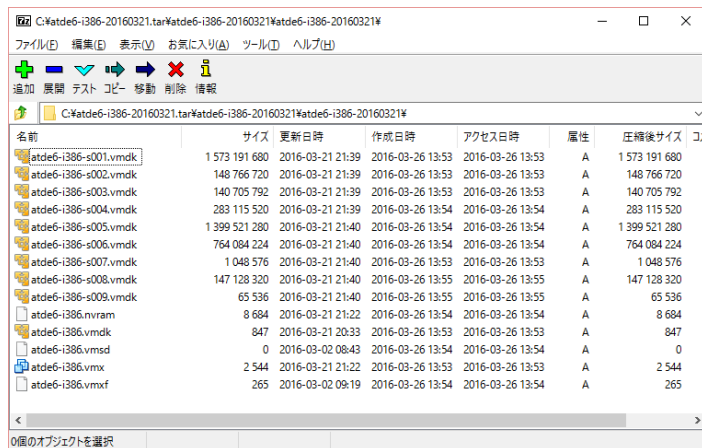 C:¥atde6-i386-20160321.tar¥atde6-i386-20160321¥atde6-i386-20160321¥
ファイル(F) 編集(E) 表示(V) お気に入り(A) ツール(T) ヘルプ(H)
追加 展開 テスト コピー 移動 削除 情報
C:¥atde6-i386-20160321.tar¥atde6-i386-20160321¥atde6-i386-20160321¥
名前 サイズ 更新日時 作成日時 アクセス日時 属性 圧縮後サイズ コ
atde6-i386-s001.vmdk 1 573 191 680 2016-03-21 21:39 2016-03-26 13:53 2016-03-26 13:53 A 1 573 191 680
atde6-i386-s002.vmdk 148 766 720 2016-03-21 21:39 2016-03-26 13:53 2016-03-26 13:53 A 148 766 720
atde6-i386-s003.vmdk 140 705 792 2016-03-21 21:39 2016-03-26 13:53 2016-03-26 13:53 A 140 705 792
atde6-i386-s004.vmdk 283 115 520 2016-03-21 21:39 2016-03-26 13:54 2016-03-26 13:54 A 283 115 520
atde6-i386-s005.vmdk 1 399 521 280 2016-03-21 21:40 2016-03-26 13:54 2016-03-26 13:54 A 1 399 521 280
atde6-i386-s006.vmdk 764 084 224 2016-03-21 21:40 2016-03-26 13:54 2016-03-26 13:54 A 764 084 224
atde6-i386-s007.vmdk 1 048 576 2016-03-21 21:40 2016-03-26 13:53 2016-03-26 13:53 A 1 048 576
atde6-i386-s008.vmdk 147 128 320 2016-03-21 21:40 2016-03-26 13:55 2016-03-26 13:55 A 147 128 320
atde6-i386-s009.vmdk 65 536 2016-03-21 21:40 2016-03-26 13:55 2016-03-26 13:55 A 65 536
atde6-i386.nvram 8 684 2016-03-21 21:22 2016-03-26 13:54 2016-03-26 13:54 A 8 684
atde6-i386.vmdk 847 2016-03-21 20:33 2016-03-26 13:53 2016-03-26 13:53 A 847
atde6-i386.vmsd 0 2016-03-02 08:43 2016-03-26 13:54 2016-03-26 13:54 A 0
atde6-i386.vmx 2 544 2016-03-21 21:22 2016-03-26 13:53 2016-03-26 13:53 A 2 544
atde6-i386.vmxf 265 2016-03-02 09:19 2016-03-26 13:54 2016-03-26 13:54 A 265
0個のオブジェクトを選択